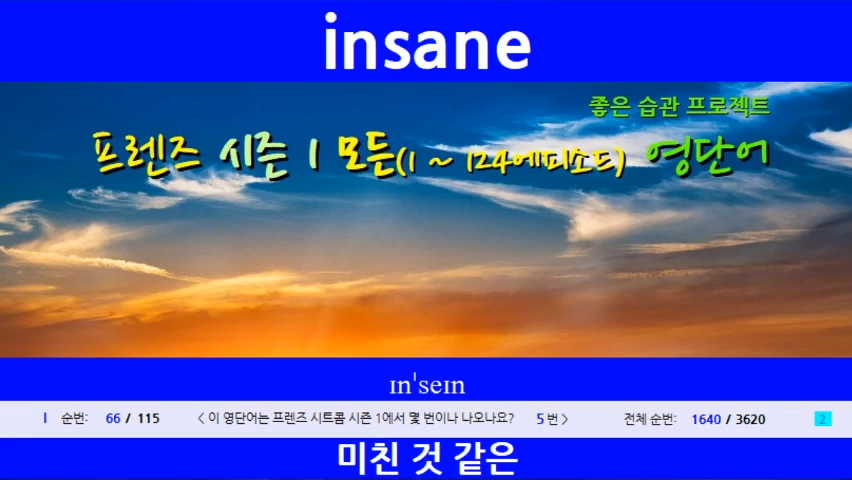 insane
좋은 습관 프로젝트
프렌즈 시즌 1 모든(1 ~ 124에피소드) 영단어
ɪnˈseɪn
I 순번: 66 / 115 < 이 영단어는 프렌즈 시트콤 시즌 1에서 몇 번이나 나오나요? 5 번 > 전체 순번: 1640 / 3620 2
미친 것 같은